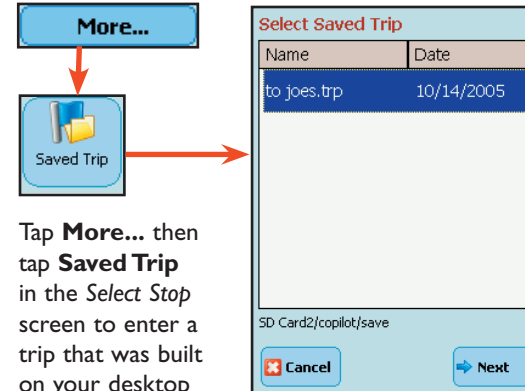 More...
Saved Trip
Tap More... then
tap Saved Trip
in the Select Stop
screen to enter a
trip that was built
on your desktop
Select Saved Trip
Name Date
to joes.trp 10/14/2005
SD Card2/copilot/save
Cancel Next